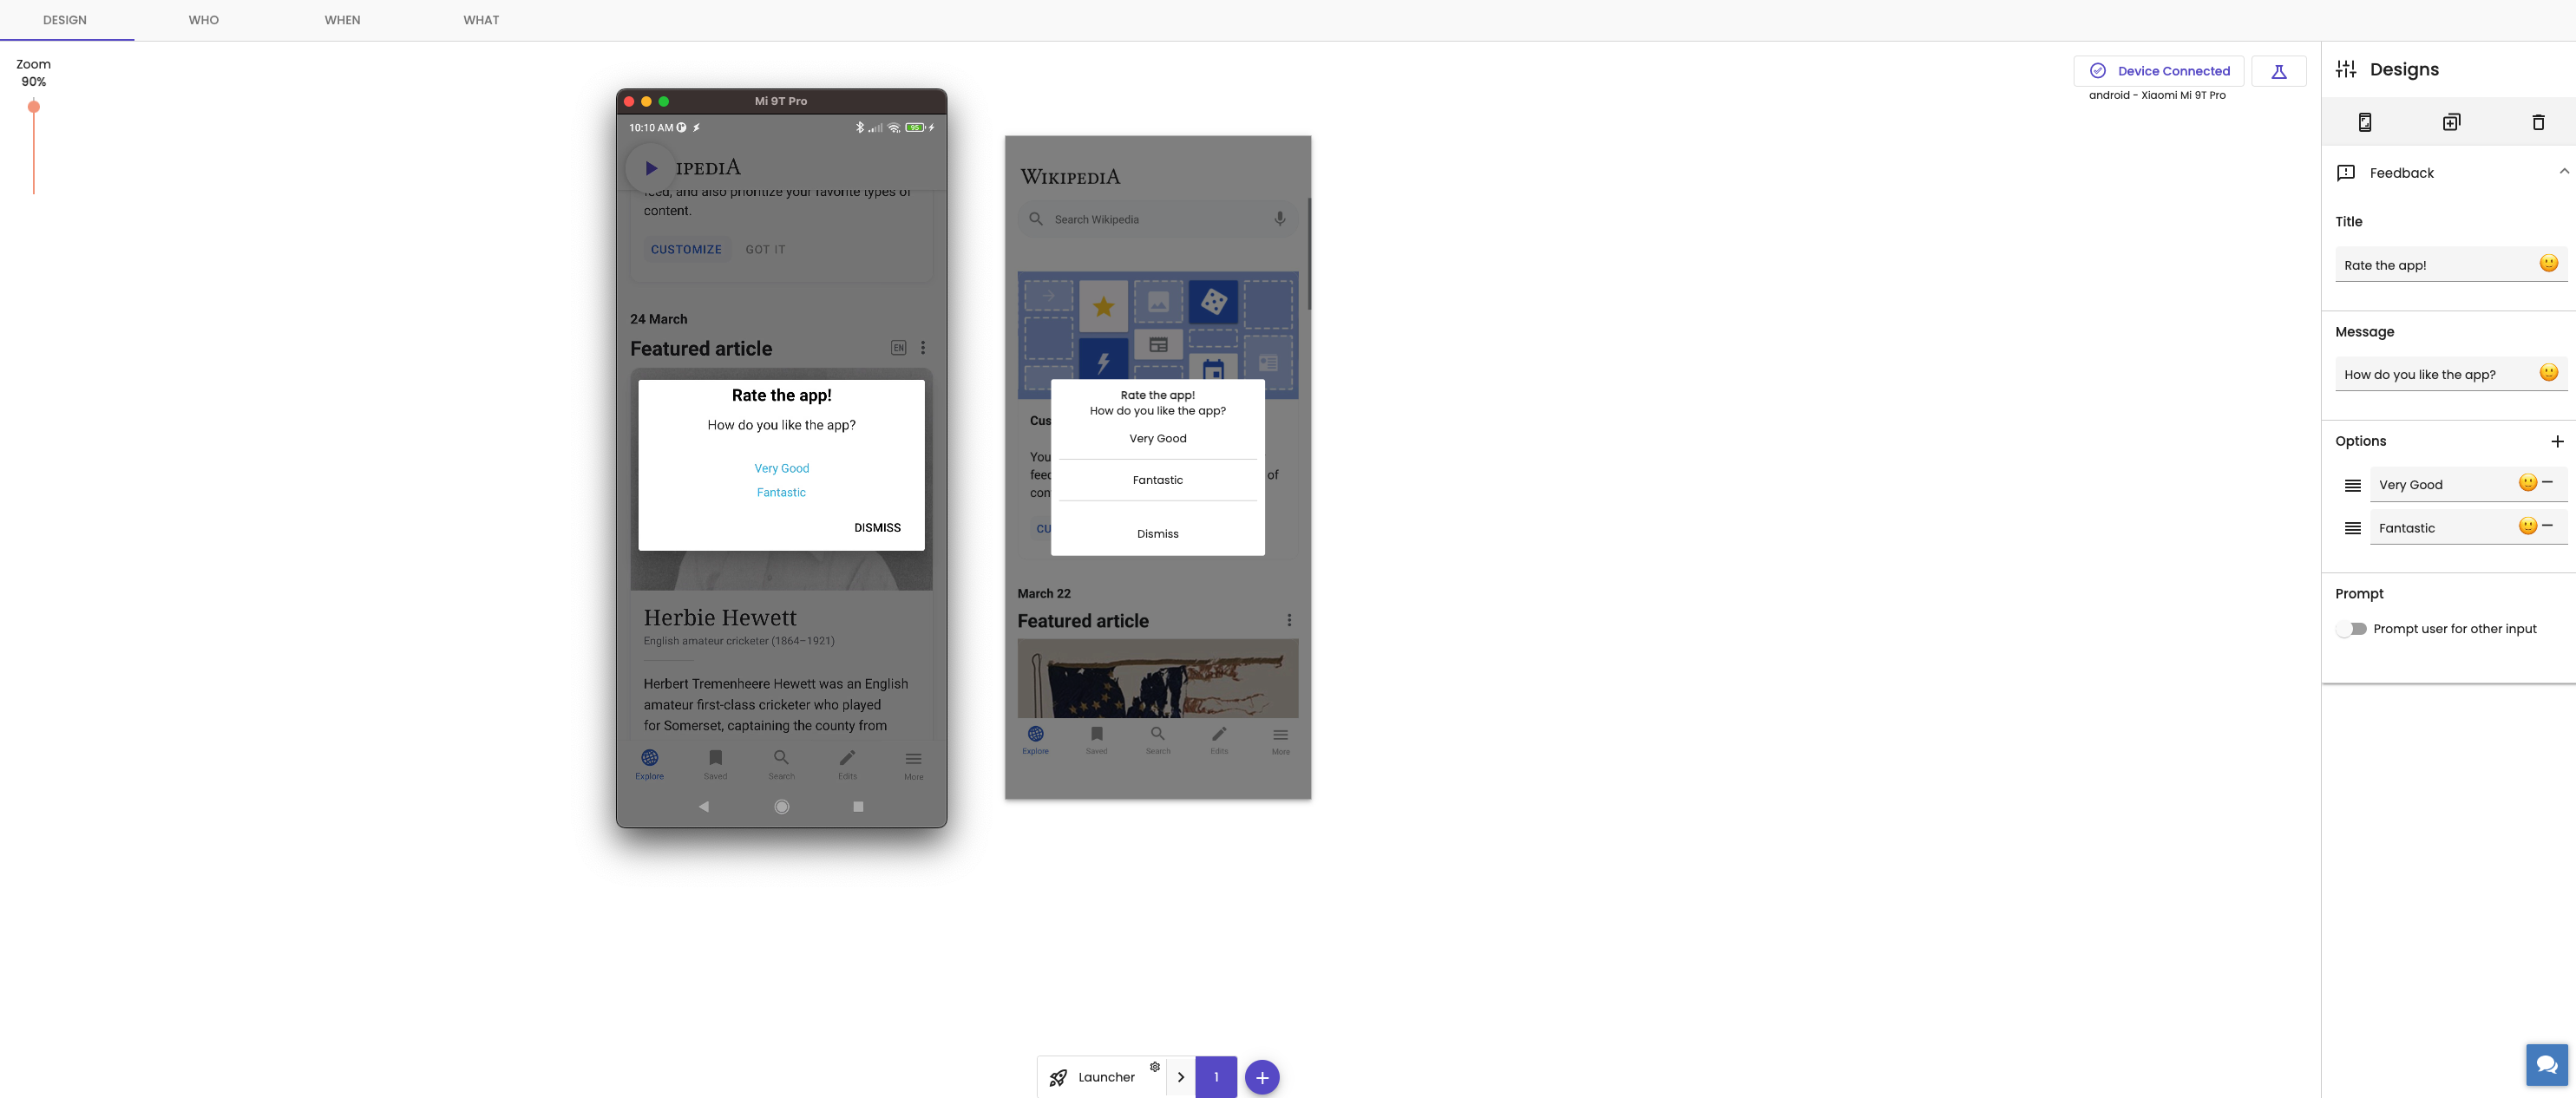 DESIGN
WHO
WHEN
WHAT
Zoom
90%
Mi 9T Pro
10:10 AM
95
IPEDIA
feed, and also prioritize your favorite types of
content.
CUSTOMIZE
GOT IT
24 March
Featured article
EN
Rate the app!
How do you like the app?
Very Good
Fantastic
DISMISS
Herbie Hewett
English amateur cricketer (1864–1921)
Herbert Tremenheere Hewett was an English
amateur first-class cricketer who played
for Somerset, captaining the county from
Explore
Saved
Search
Edits
More
WIKIPEDIA
Search Wikipedia
Rate the app!
How do you like the app?
Very Good
Fantastic
Dismiss
Cus
You
feed
of
con
CU
March 22
Featured article
Explore
Saved
Search
Edits
More
Device Connected
android - Xiaomi Mi 9T Pro
Designs
Feedback
Title
Rate the app!
Message
How do you like the app?
Options
Very Good
Fantastic
Prompt
Prompt user for other input
Launcher
1